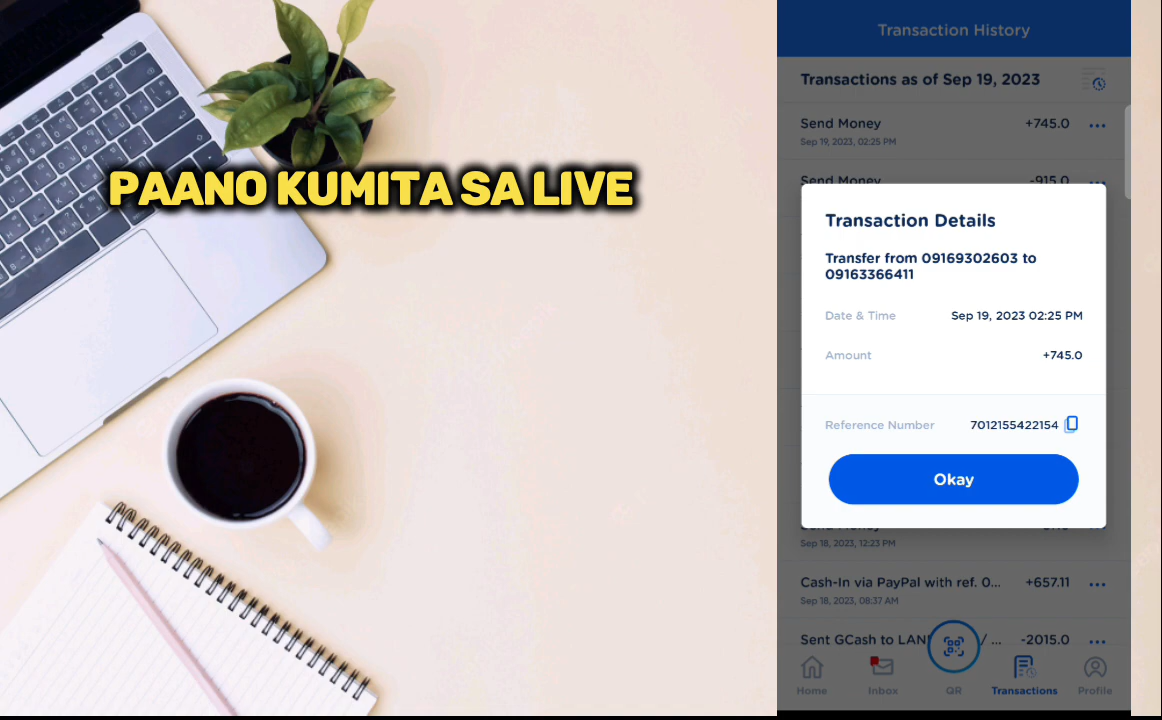 PAANO KUMITA SA LIVE
Transaction History
Transactions as of Sep 19, 2023
Send Money +745.0
Sep 19, 2023, 02:25 PM
Send Money -915.0
Transaction Details
Transfer from 09169302603 to
09163366411
Date & Time Sep 19, 2023 02:25 PM
Amount +745.0
Reference Number 7012155422154
Okay
Send Money
Sep 18, 2023, 12:23 PM
Cash-In via PayPal with ref. 0... +657.11
Sep 18, 2023, 08:37 AM
Sent GCash to LAN / ... -2015.0
Home Inbox QR Transactions Profile